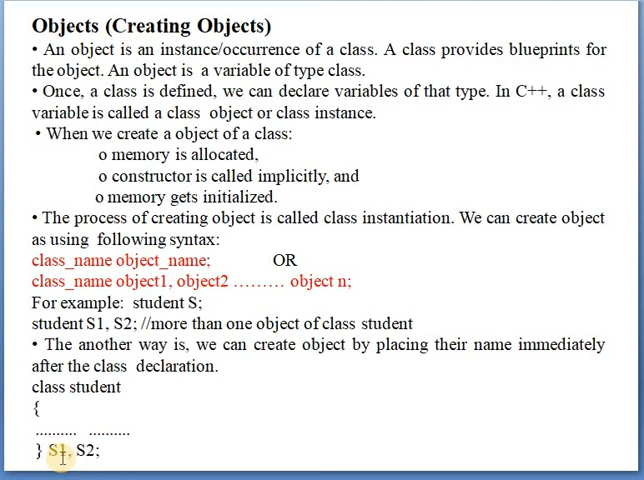 Objects (Creating Objects)
• An object is an instance/occurrence of a class. A class provides blueprints for
the object. An object is a variable of type class.
• Once, a class is defined, we can declare variables of that type. In C++, a class
variable is called a class object or class instance.
• When we create a object of a class:
o memory is allocated,
o constructor is called implicitly, and
o memory gets initialized.
• The process of creating object is called class instantiation. We can create object
as using following syntax:
class_name object_name; OR
class_name object1, object2 ……… object n;
For example: student S;
student S1, S2; //more than one object of class student
• The another way is, we can create object by placing their name immediately
after the class declaration.
class student
{
.......... ..........
} S1, S2;